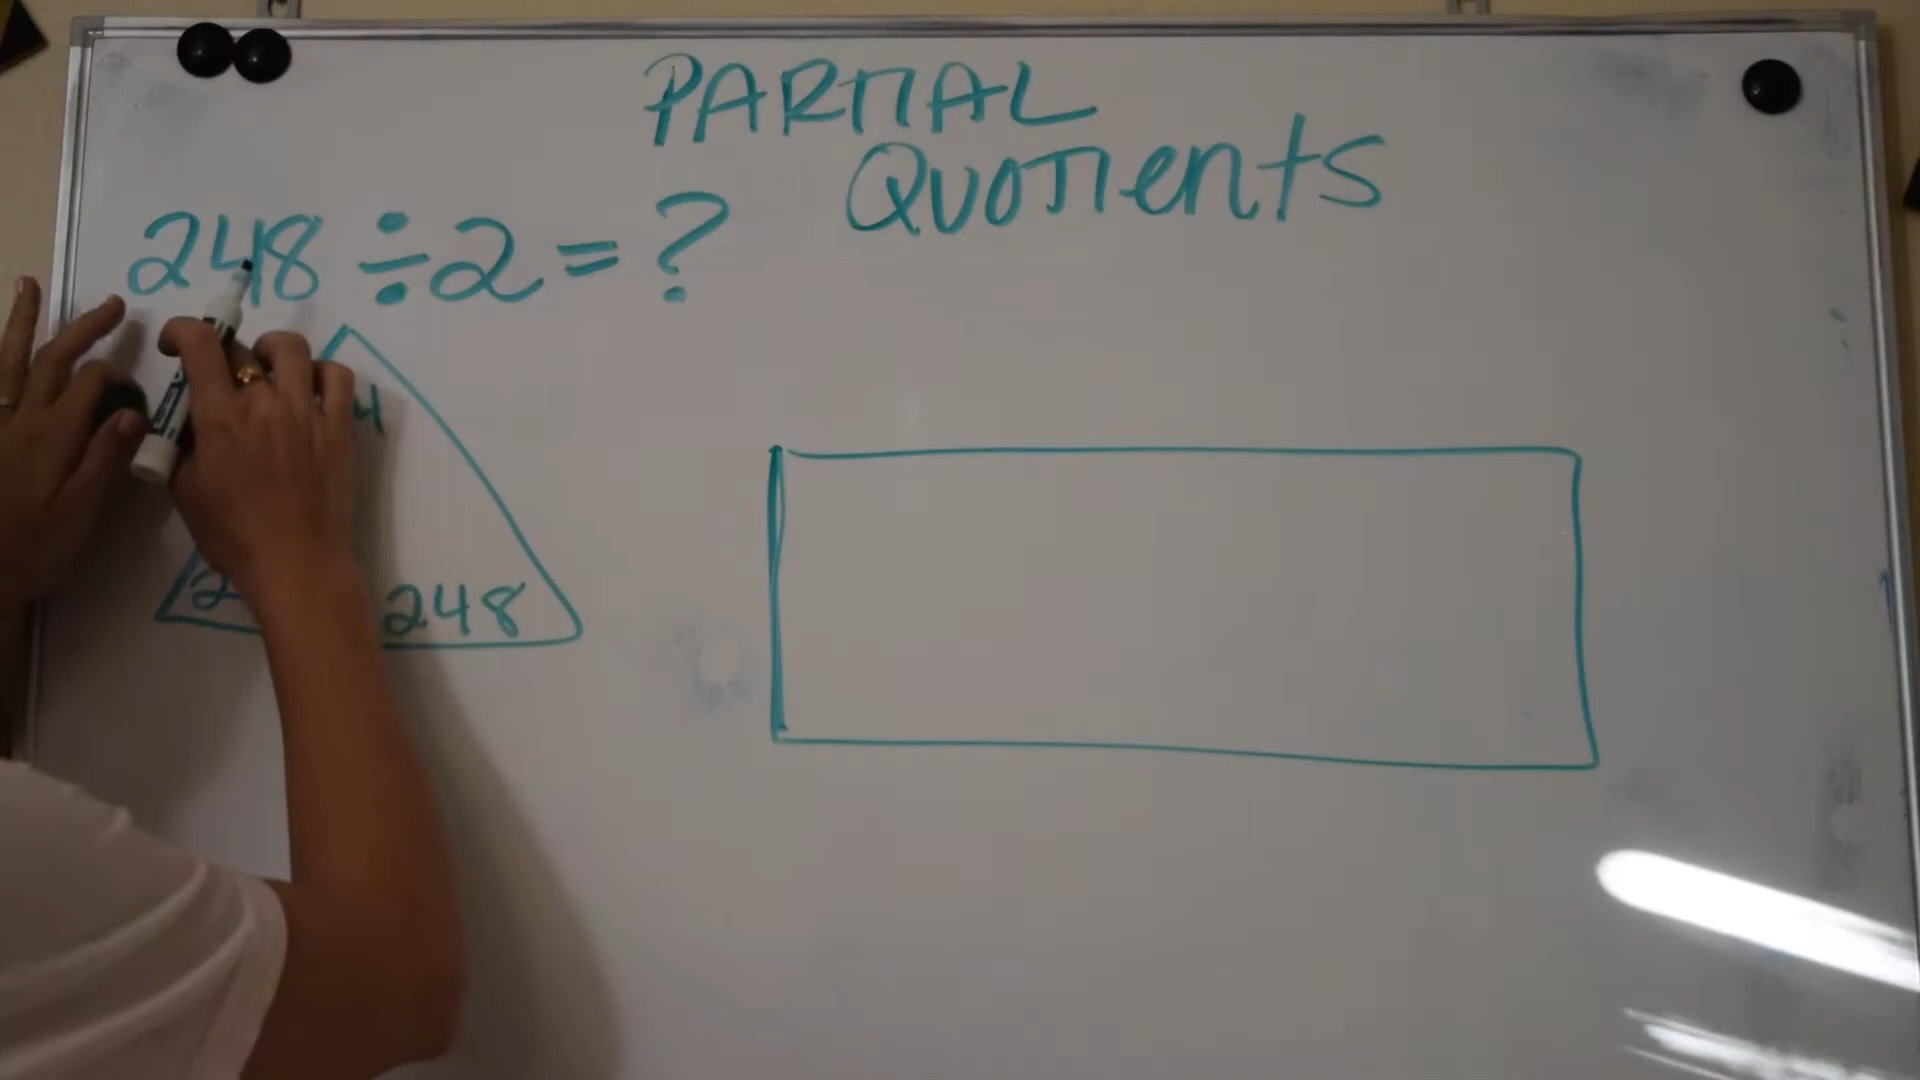 PARTIAL
QUOTIents
248 ÷ 2 = ?
248